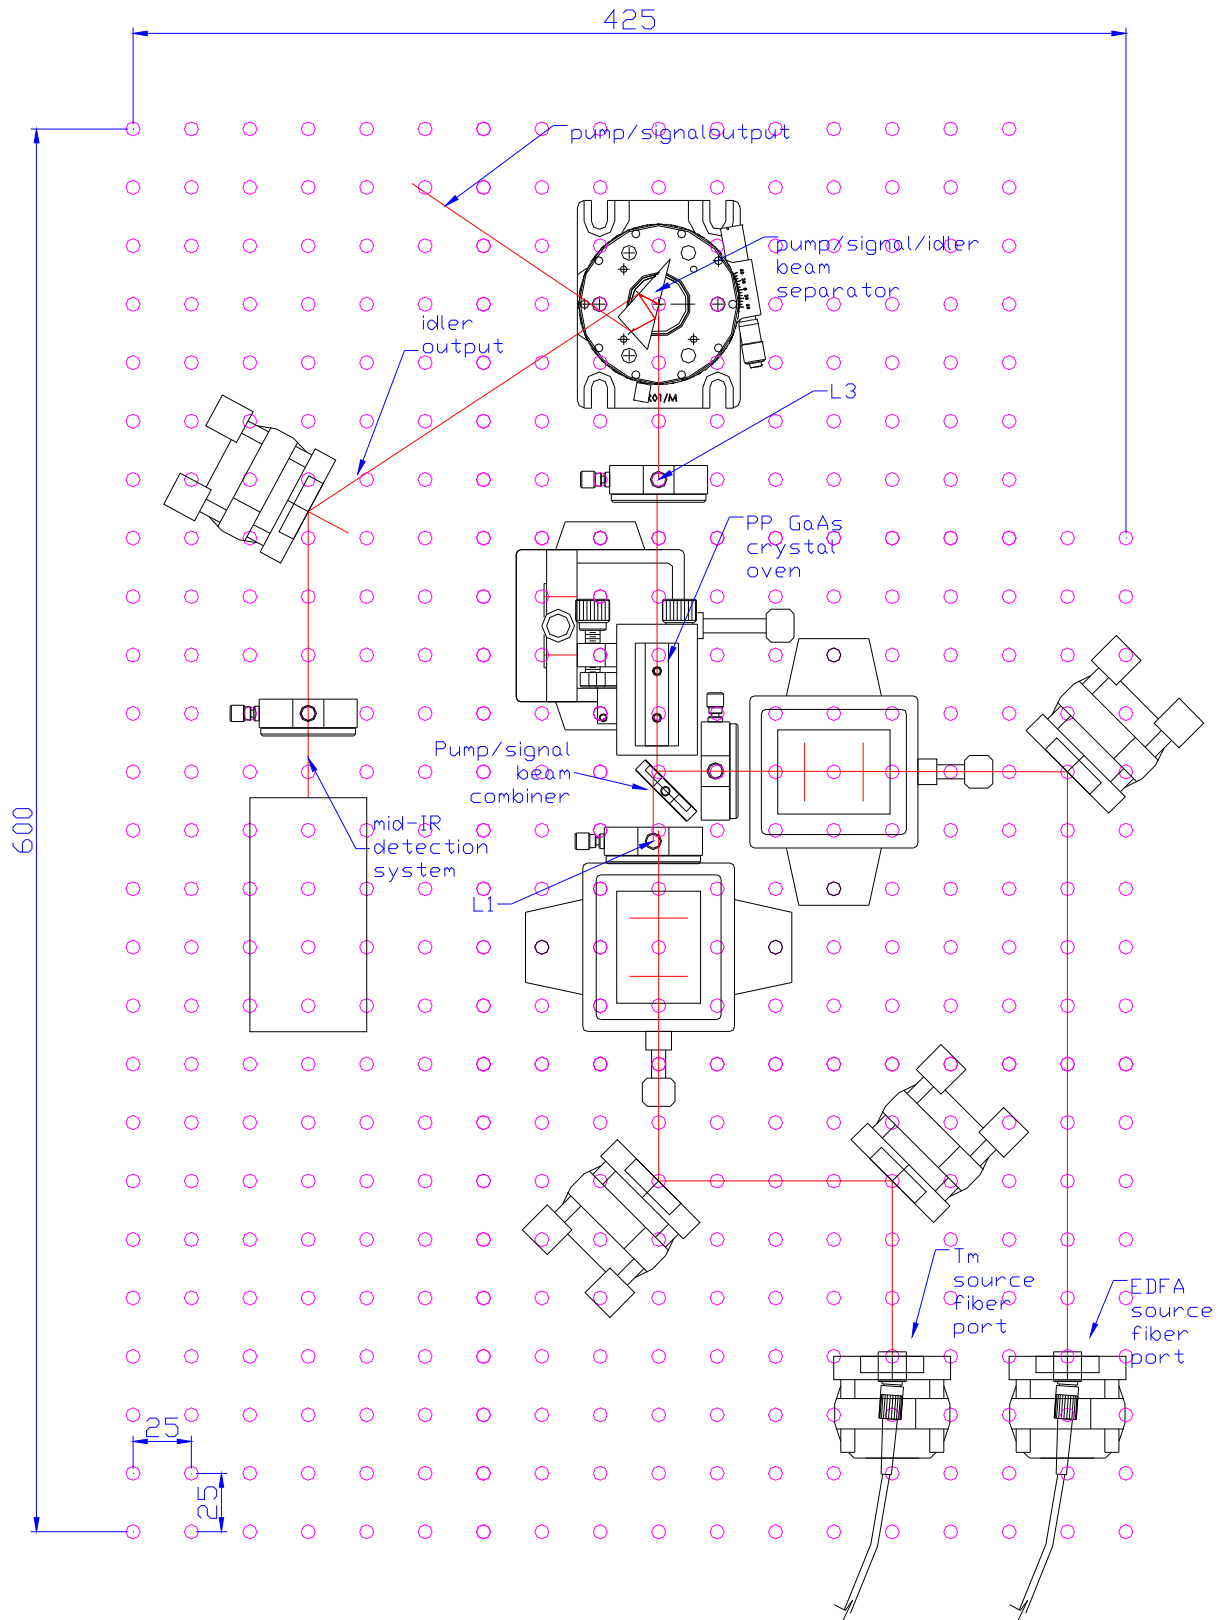 425
pump/signaloutput
pump/signal/idler
beam
separator
idler
output
L3
PP GaAs
crystal
oven
Pump/signal
beam
combiner
600
mid-IR
detection
system
L1
Tm
source
fiber
port
EDFA
source
fiber
port
25
25